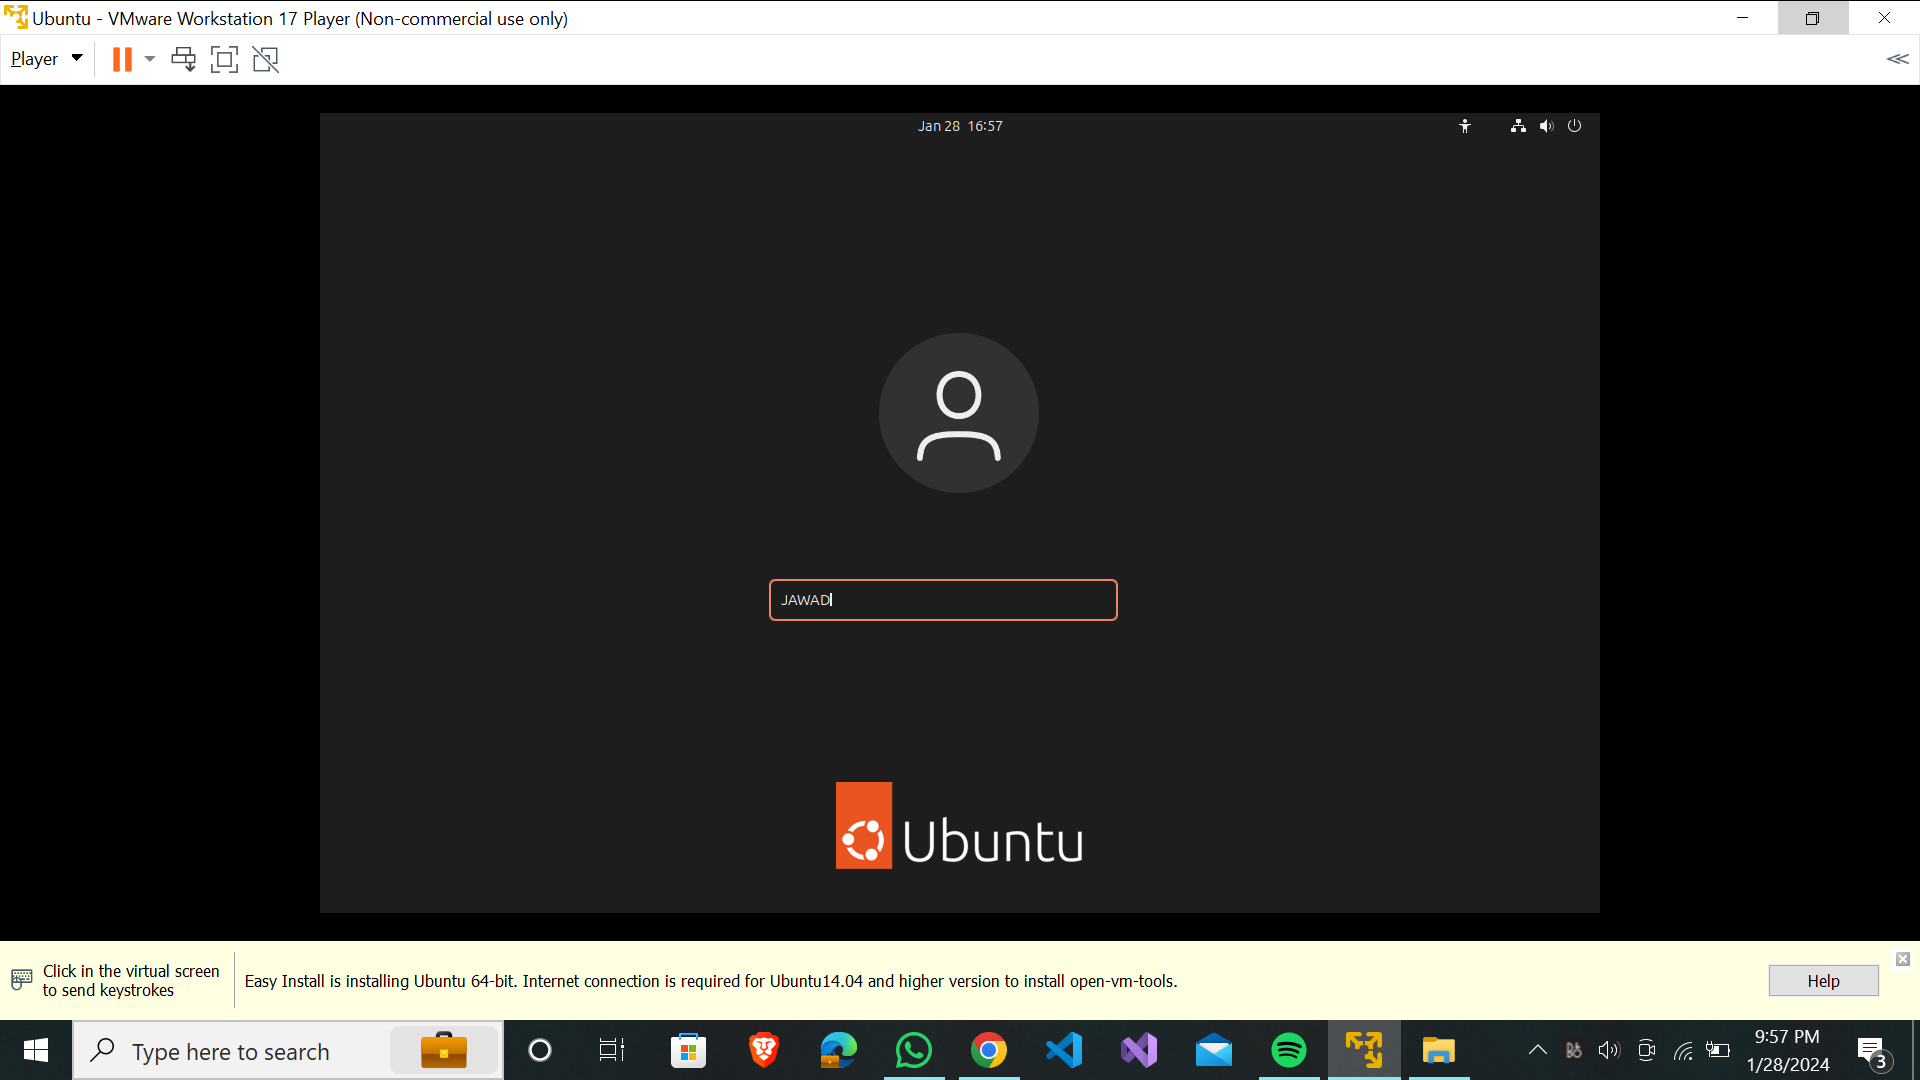 Ubuntu - VMware Workstation 17 Player (Non-commercial use only)
Player
Jan 28 16:57
JAWAD
Ubuntu
Click in the virtual screen
to send keystrokes
Easy Install is installing Ubuntu 64-bit. Internet connection is required for Ubuntu14.04 and higher version to install open-vm-tools.
Help
Type here to search
9:57 PM
1/28/2024
3